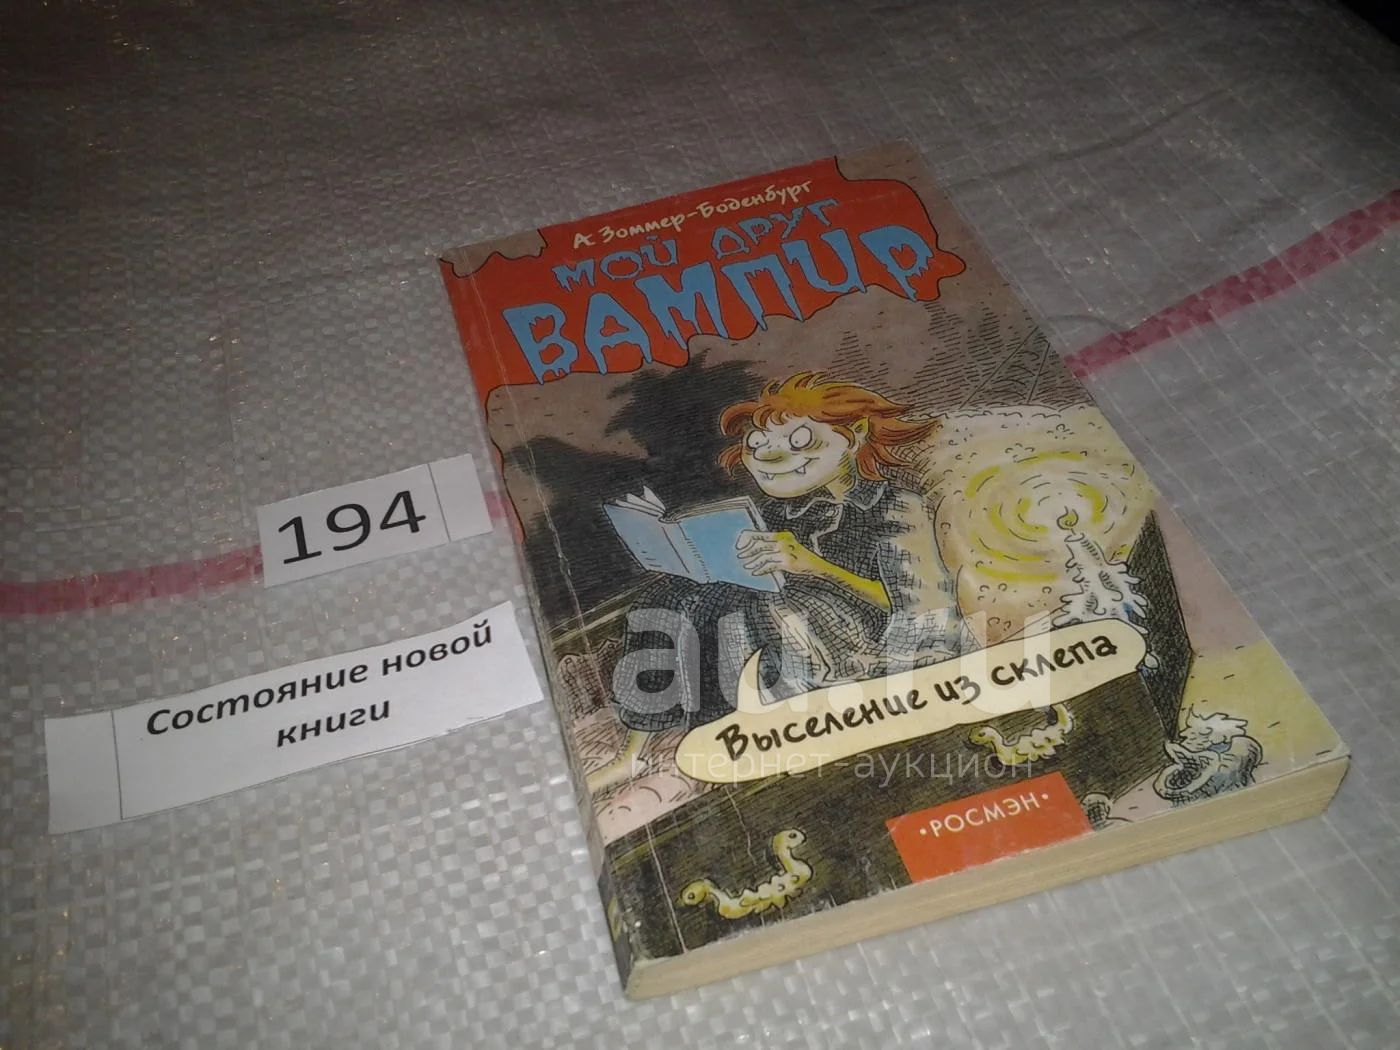 А. Зоммер-Боденбург
МОЙ ДРУГ
ВАМПИР
194
Состояние новой
книги
au.ru
интернет-аукцион
Выселение из склепа
•РОСМЭН•